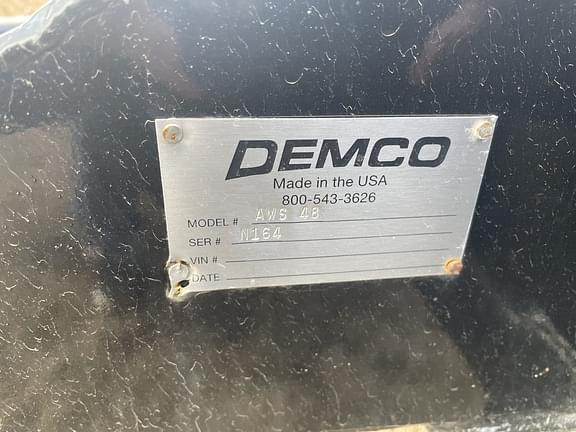 DEMCO
Made in the USA
800-543-3626
MODEL # AWS 48
SER # N164
VIN #
DATE